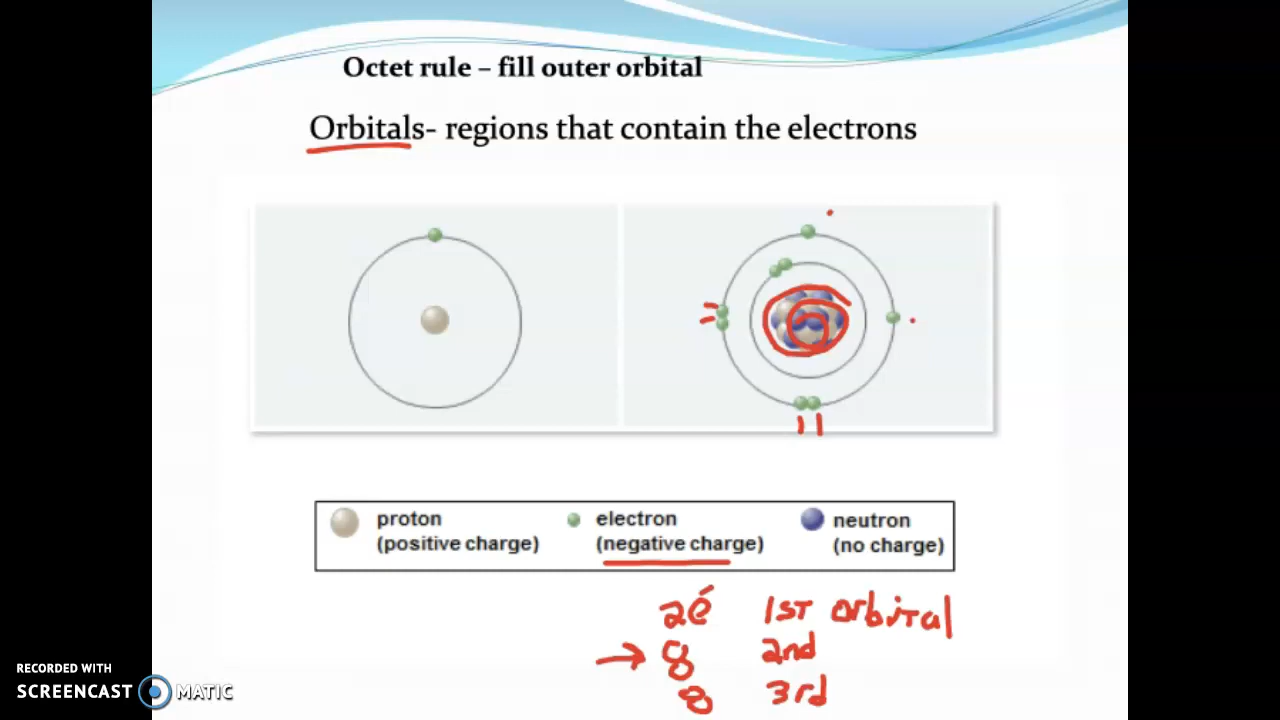 Octet rule – fill outer orbital
Orbitals- regions that contain the electrons
proton
(positive charge)
electron
(negative charge)
neutron
(no charge)
2é 1ST orbital
→ 8 2nd
8 3rd
RECORDED WITH
SCREENCAST MATIC